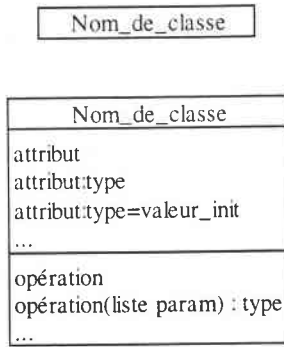 Nom_de_classe
Nom_de_classe
attribut
attribut:type
attribut:type=valeur_init
...
opération
opération(liste param) : type
...